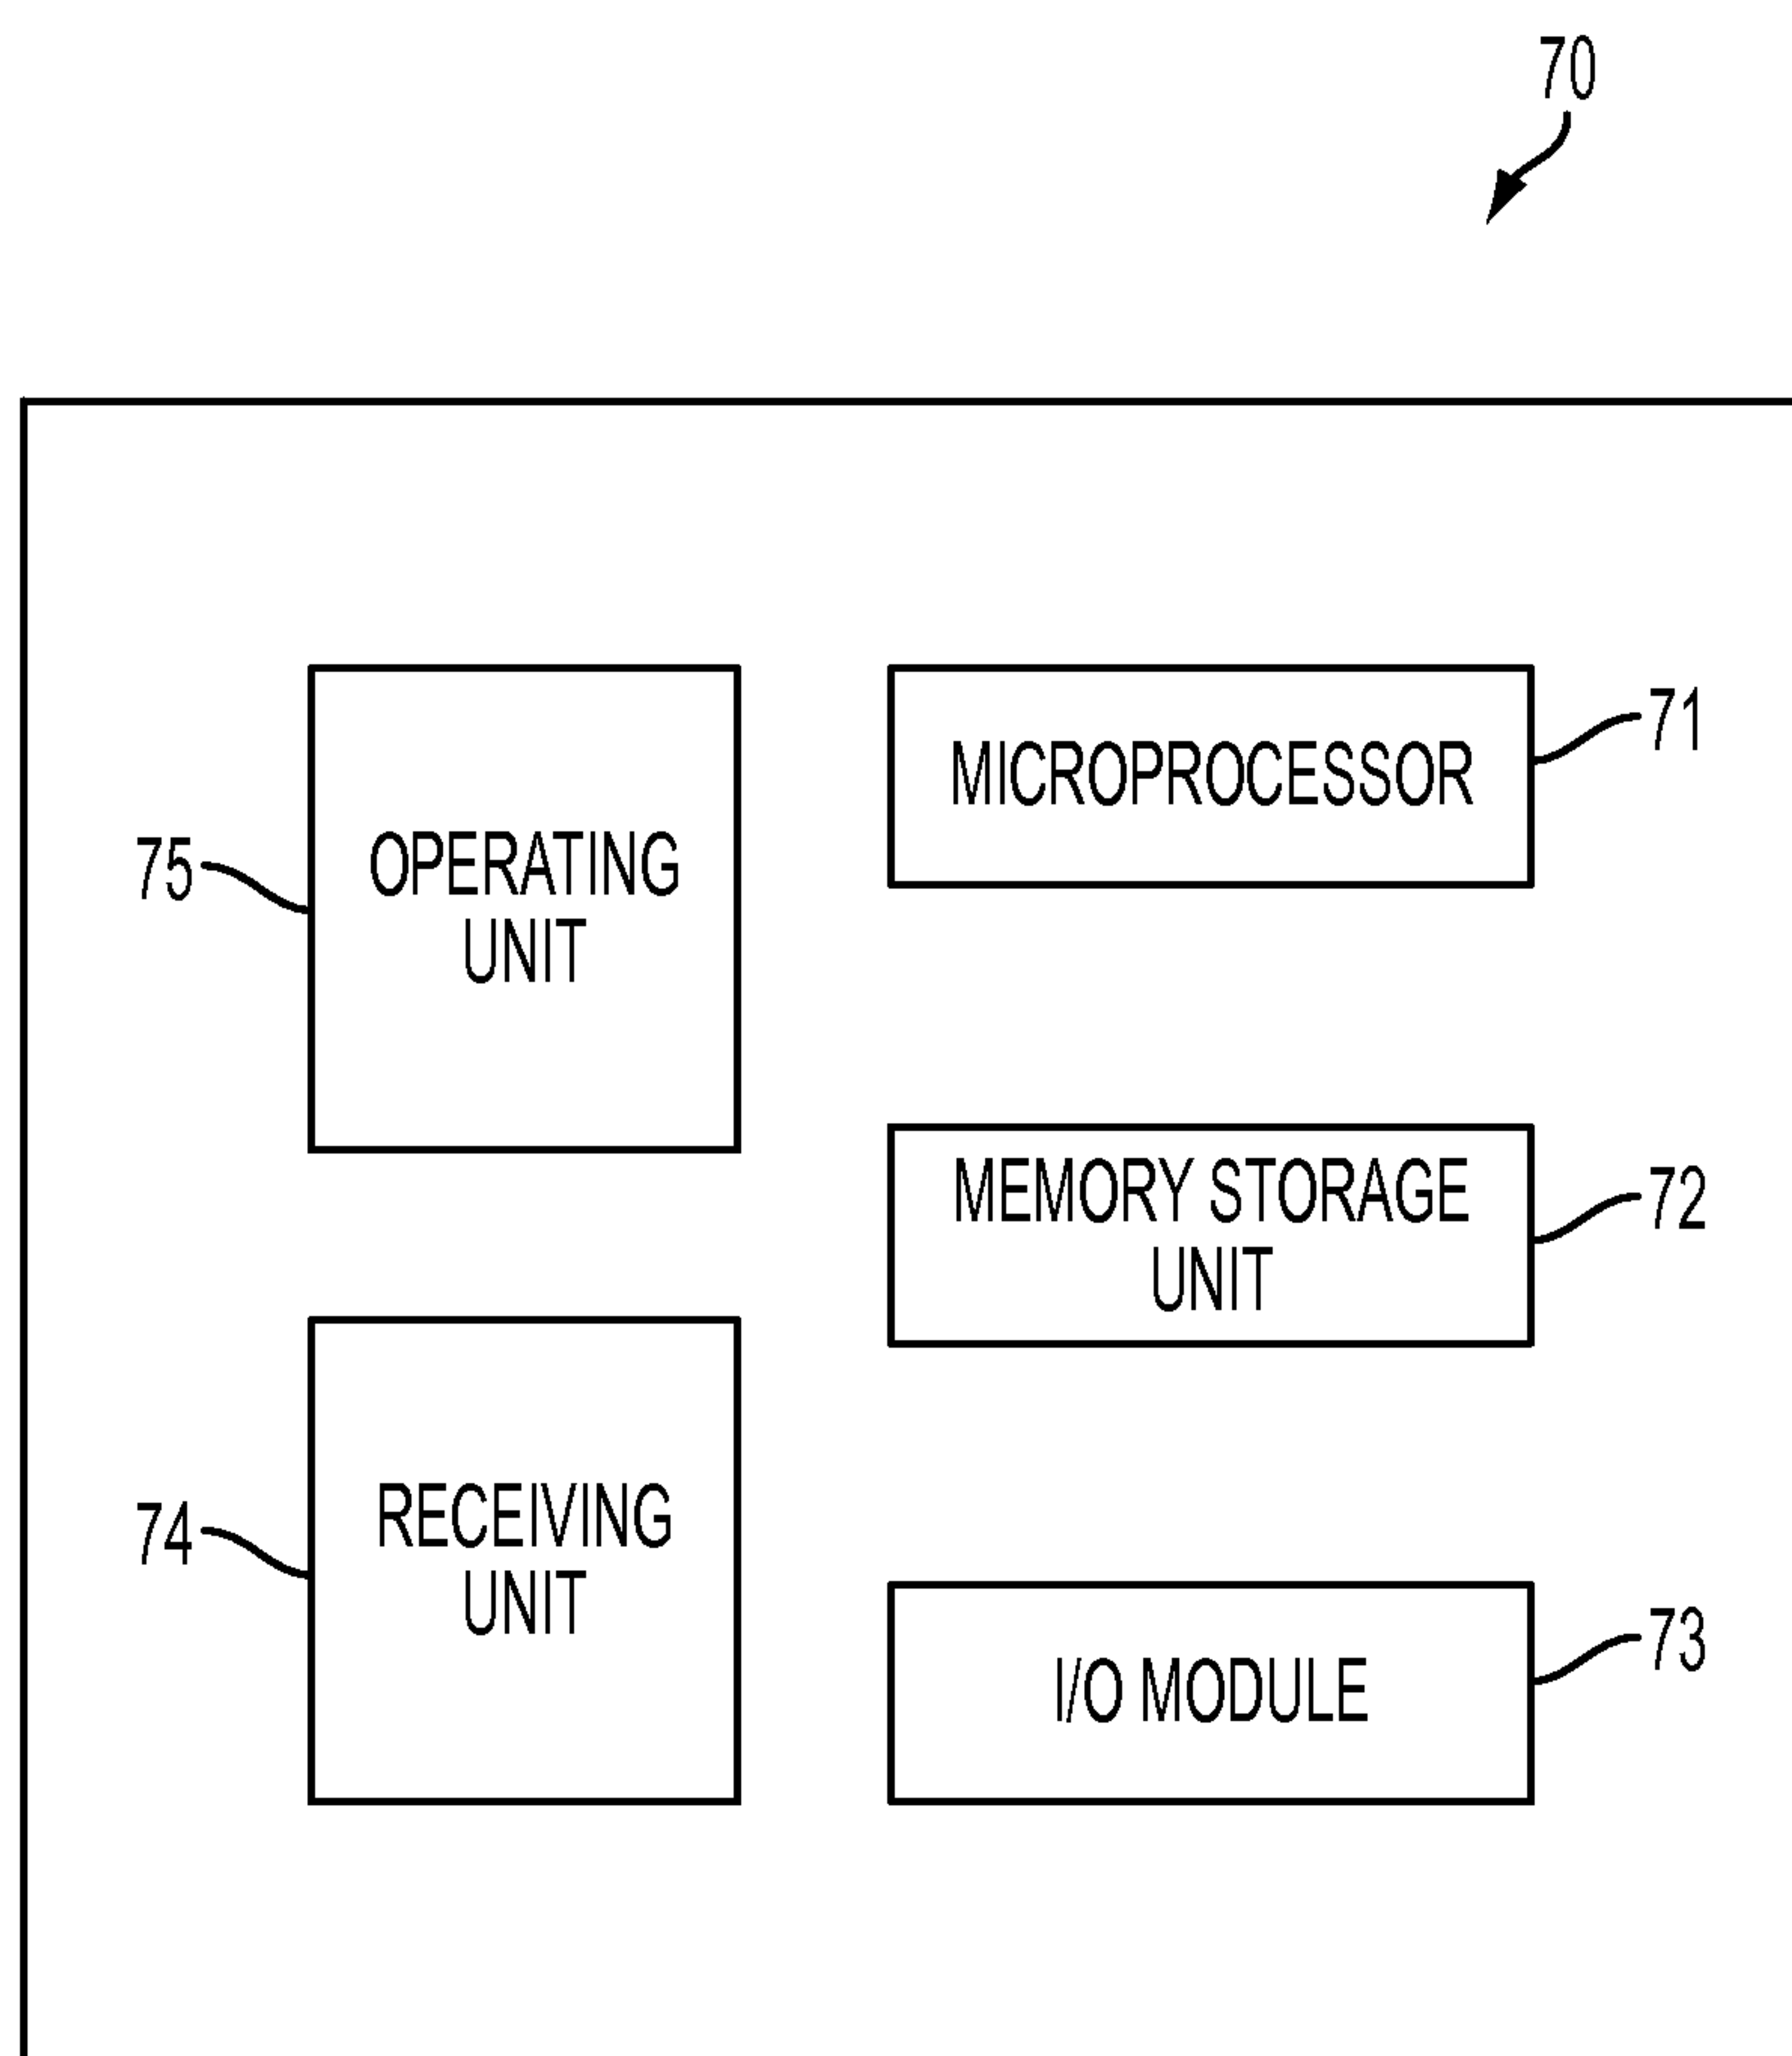 70
75
OPERATING
UNIT
MICROPROCESSOR
71
MEMORY STORAGE
UNIT
72
74
RECEIVING
UNIT
I/O MODULE
73